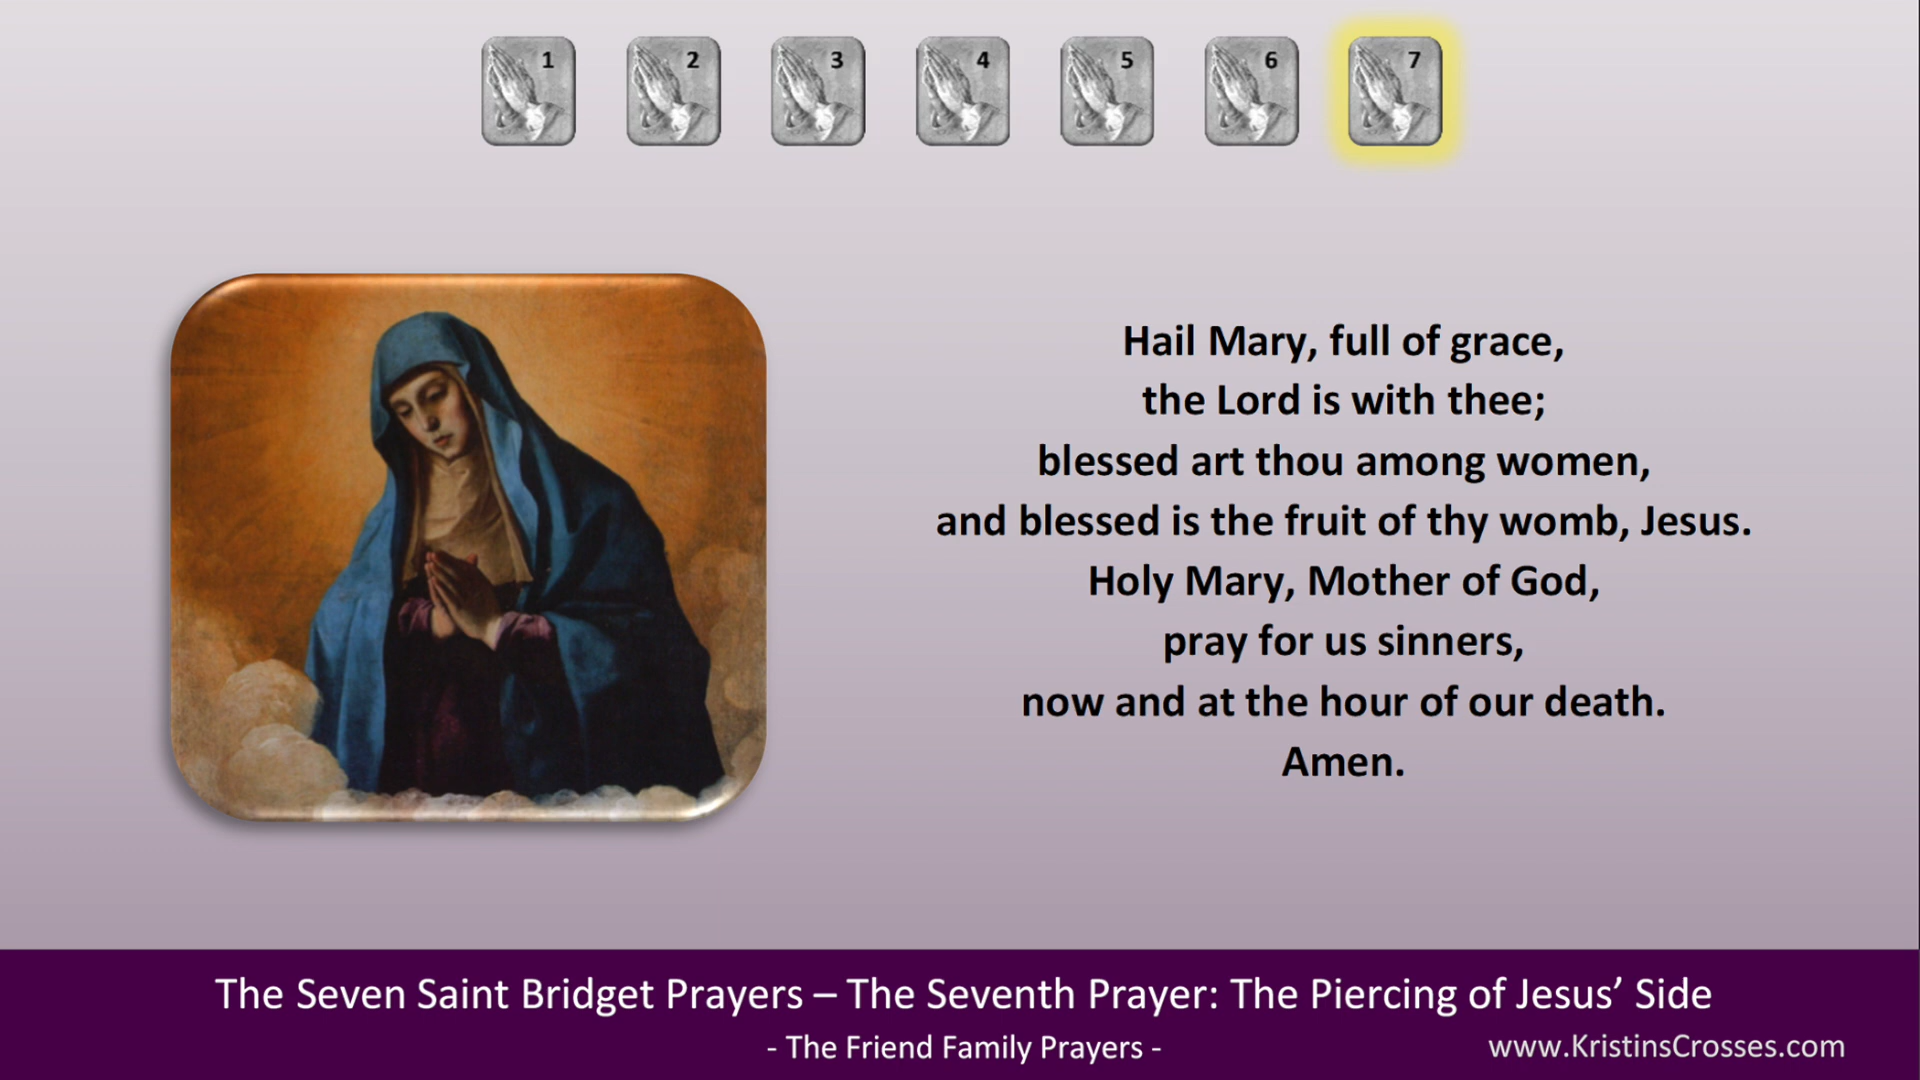 1 2 3 4 5 6 7
Hail Mary, full of grace,
the Lord is with thee;
blessed art thou among women,
and blessed is the fruit of thy womb, Jesus.
Holy Mary, Mother of God,
pray for us sinners,
now and at the hour of our death.
Amen.
The Seven Saint Bridget Prayers – The Seventh Prayer: The Piercing of Jesus’ Side
- The Friend Family Prayers -
www.KristinsCrosses.com